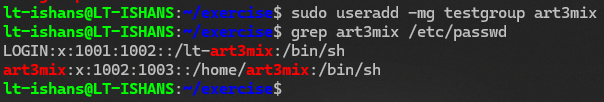 lt-ishans@LT-ISHANS:~/exercise$ sudo useradd -mg testgroup art3mix
lt-ishans@LT-ISHANS:~/exercise$ grep art3mix /etc/passwd
LOGIN:x:1001:1002::/lt-art3mix:/bin/sh
art3mix:x:1002:1003::/home/art3mix:/bin/sh
lt-ishans@LT-ISHANS:~/exercise$